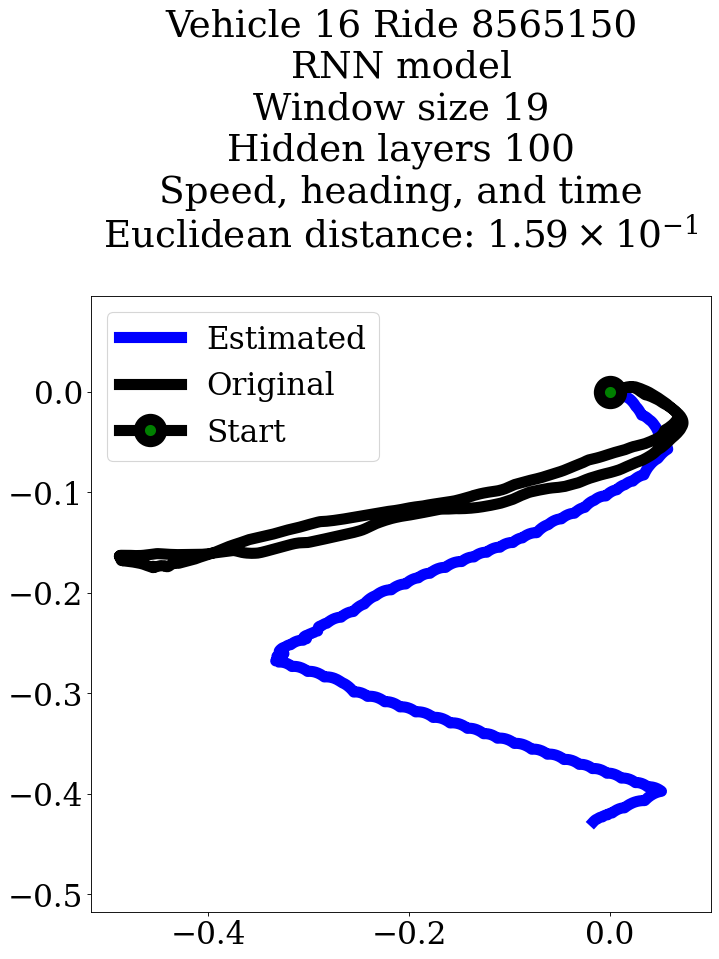 Vehicle 16 Ride 8565150
RNN model
Window size 19
Hidden layers 100
Speed, heading, and time
Euclidean distance: 1.59 × 10⁻¹
Estimated
Original
Start
0.0
−0.1
−0.2
−0.3
−0.4
−0.5
−0.4
−0.2
0.0